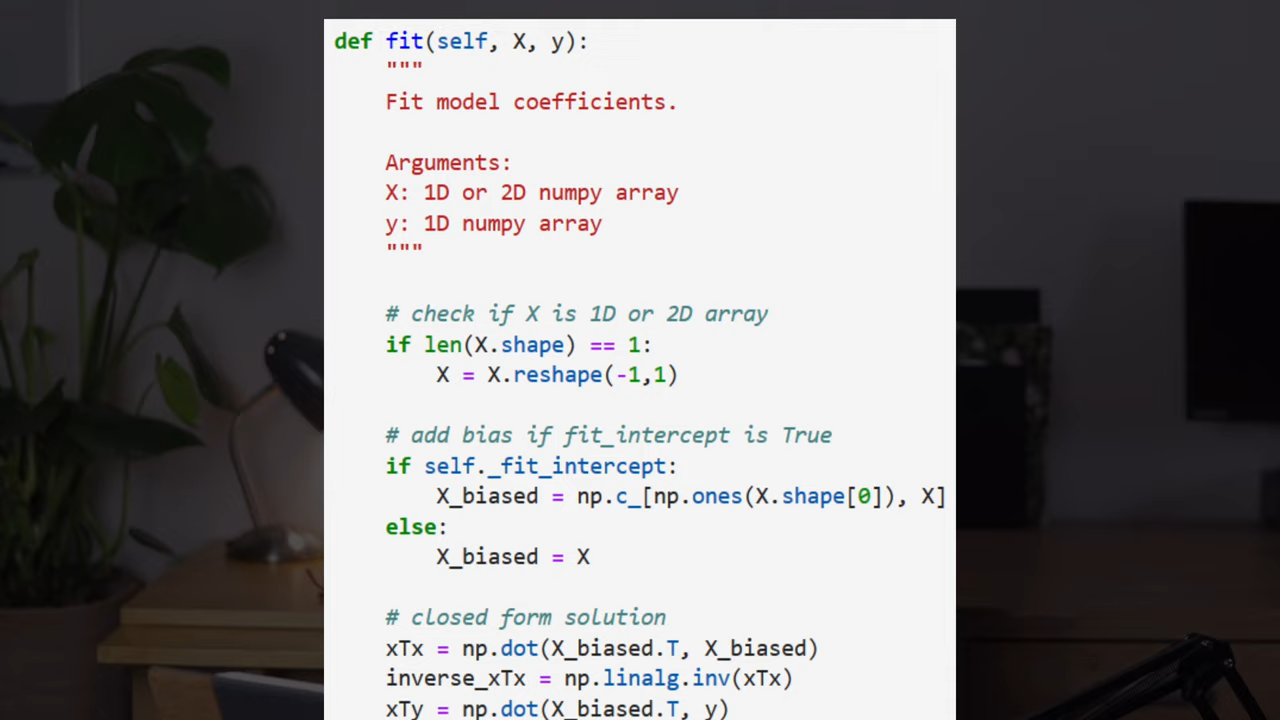 def fit(self, X, y):
    """
    Fit model coefficients.

    Arguments:
    X: 1D or 2D numpy array
    y: 1D numpy array
    """

    # check if X is 1D or 2D array
    if len(X.shape) == 1:
        X = X.reshape(-1,1)

    # add bias if fit_intercept is True
    if self._fit_intercept:
        X_biased = np.c_[np.ones(X.shape[0]), X]
    else:
        X_biased = X

    # closed form solution
    xTx = np.dot(X_biased.T, X_biased)
    inverse_xTx = np.linalg.inv(xTx)
    xTy = np.dot(X_biased.T, y)